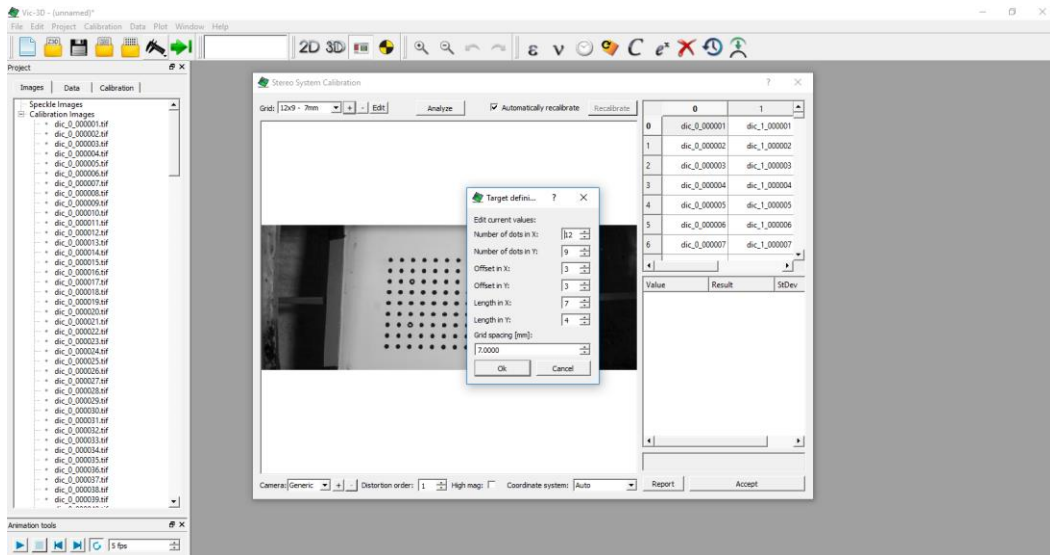 Vic-3D - (unnamed)*
File Edit Project Calibration Data Plot Window Help
2D 3D ε ν C eˣ
Project
Images Data Calibration
Speckle Images
Calibration Images
dic_0_000001.tif
dic_0_000002.tif
dic_0_000003.tif
dic_0_000004.tif
dic_0_000005.tif
dic_0_000006.tif
dic_0_000007.tif
dic_0_000008.tif
dic_0_000009.tif
dic_0_000010.tif
dic_0_000011.tif
dic_0_000012.tif
dic_0_000013.tif
dic_0_000014.tif
dic_0_000015.tif
dic_0_000016.tif
dic_0_000017.tif
dic_0_000018.tif
dic_0_000019.tif
dic_0_000020.tif
dic_0_000021.tif
dic_0_000022.tif
dic_0_000023.tif
dic_0_000024.tif
dic_0_000025.tif
dic_0_000026.tif
dic_0_000027.tif
dic_0_000028.tif
dic_0_000029.tif
dic_0_000030.tif
dic_0_000031.tif
dic_0_000032.tif
dic_0_000033.tif
dic_0_000034.tif
dic_0_000035.tif
dic_0_000036.tif
dic_0_000037.tif
dic_0_000038.tif
dic_0_000039.tif
Animation tools
5 fps
Stereo System Calibration ?
Grid: 12x9 - 7mm + - Edit Analyze Automatically recalibrate Recalibrate
0 1
0 dic_0_000001 dic_1_000001
1 dic_0_000002 dic_1_000002
2 dic_0_000003 dic_1_000003
3 dic_0_000004 dic_1_000004
4 dic_0_000005 dic_1_000005
5 dic_0_000006 dic_1_000006
6 dic_0_000007 dic_1_000007
Value Result StDev
Target defini... ?
Edit current values:
Number of dots in X: 12
Number of dots in Y: 9
Offset in X: 3
Offset in Y: 3
Length in X: 7
Length in Y: 4
Grid spacing [mm]:
7.0000
Ok Cancel
Camera: Generic + - Distortion order: 1 High mag: Coordinate system: Auto Report Accept